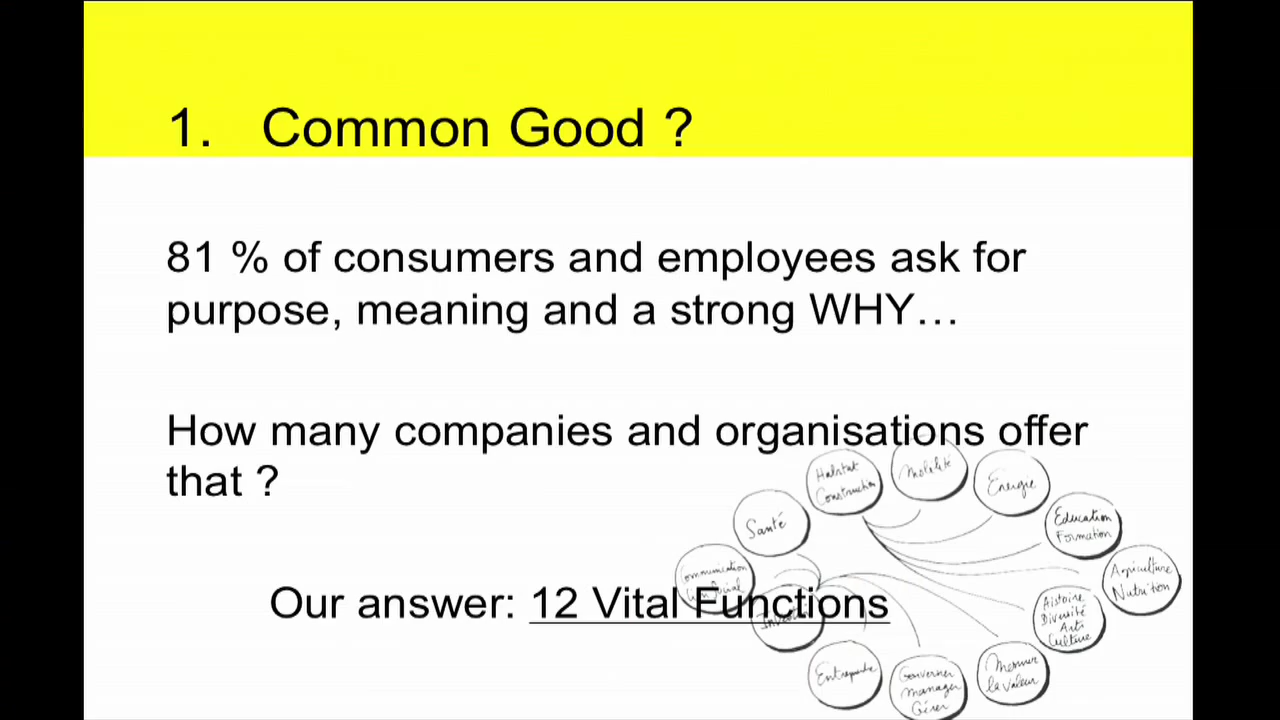 1. Common Good ?
81 % of consumers and employees ask for
purpose, meaning and a strong WHY…
How many companies and organisations offer
that ?
Our answer: 12 Vital Functions
Habitat
Construction
Mobilité
Energie
Santé
Education
Formation
Communication
Agriculture
Nutrition
Histoire
Diversité
Arts
Culture
Entreprendre
Gouverner
manager
Gérer
Mesurer
la valeur